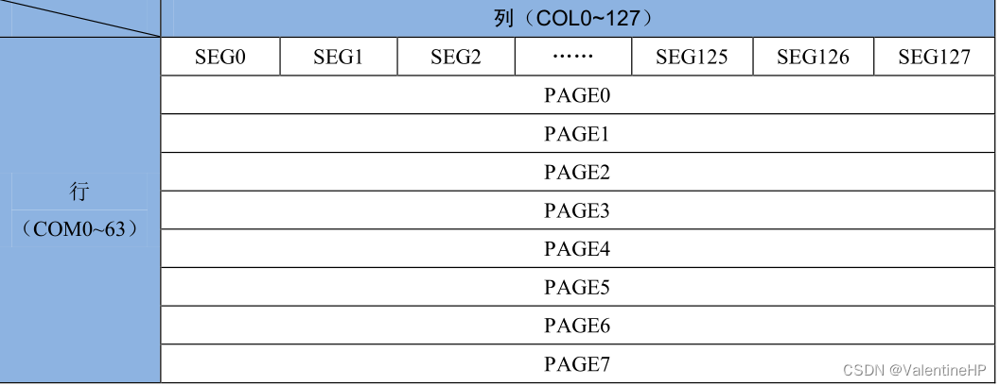 列（COL0~127）
SEG0 SEG1 SEG2 …… SEG125 SEG126 SEG127
PAGE0
PAGE1
PAGE2
行
（COM0~63）
PAGE3
PAGE4
PAGE5
PAGE6
PAGE7
CSDN @ValentineHP